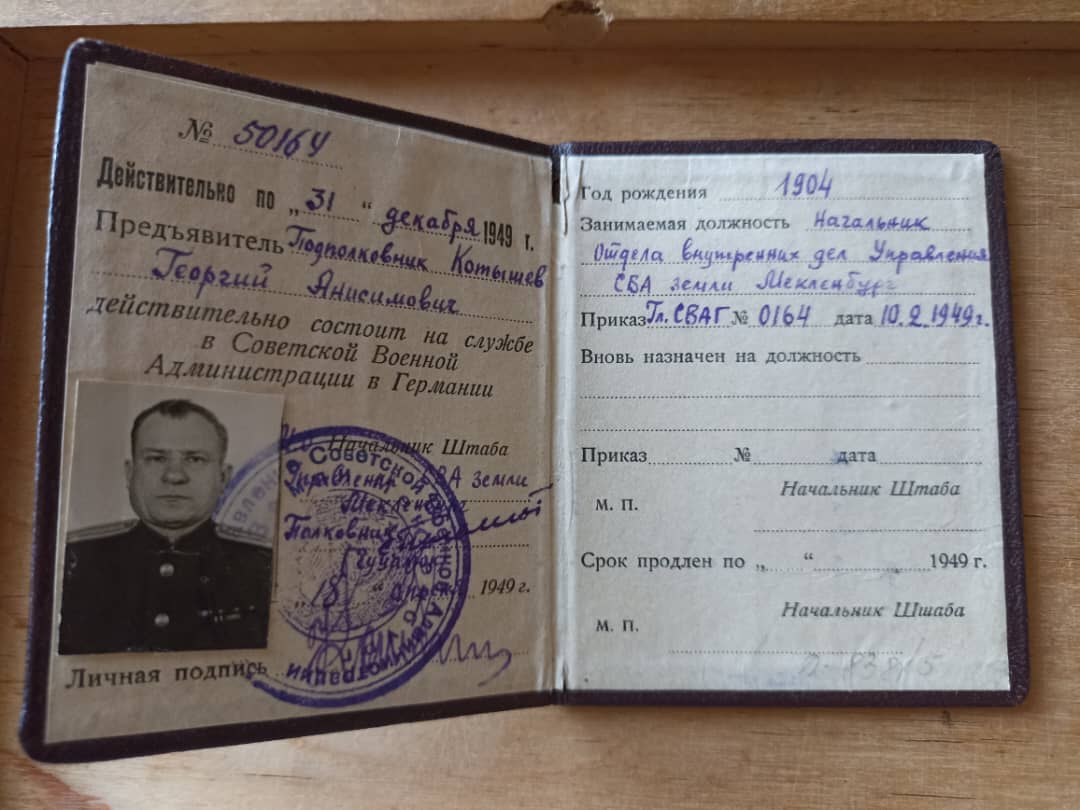 № 50164
Действительно по „31“ декабря 1949 г.
Предъявитель Подполковник Котышев
Георгий Анисимович
действительно состоит на службе
в Советской Военной
Администрации в Германии
Начальник Штаба
Управления СВА земли
Мекленбург
Полковник
„18“ апреля 1949 г.
Личная подпись
Год рождения 1904
Занимаемая должность Начальник
Отдела внутренних дел Управления
СВА земли Мекленбург
Приказ Гл. СВАГ № 0164 дата 10.2.1949 г.
Вновь назначен на должность
Приказ № дата
Начальник Штаба
М. П.
Срок продлен по „ “ 1949 г.
Начальник Штаба
М. П.